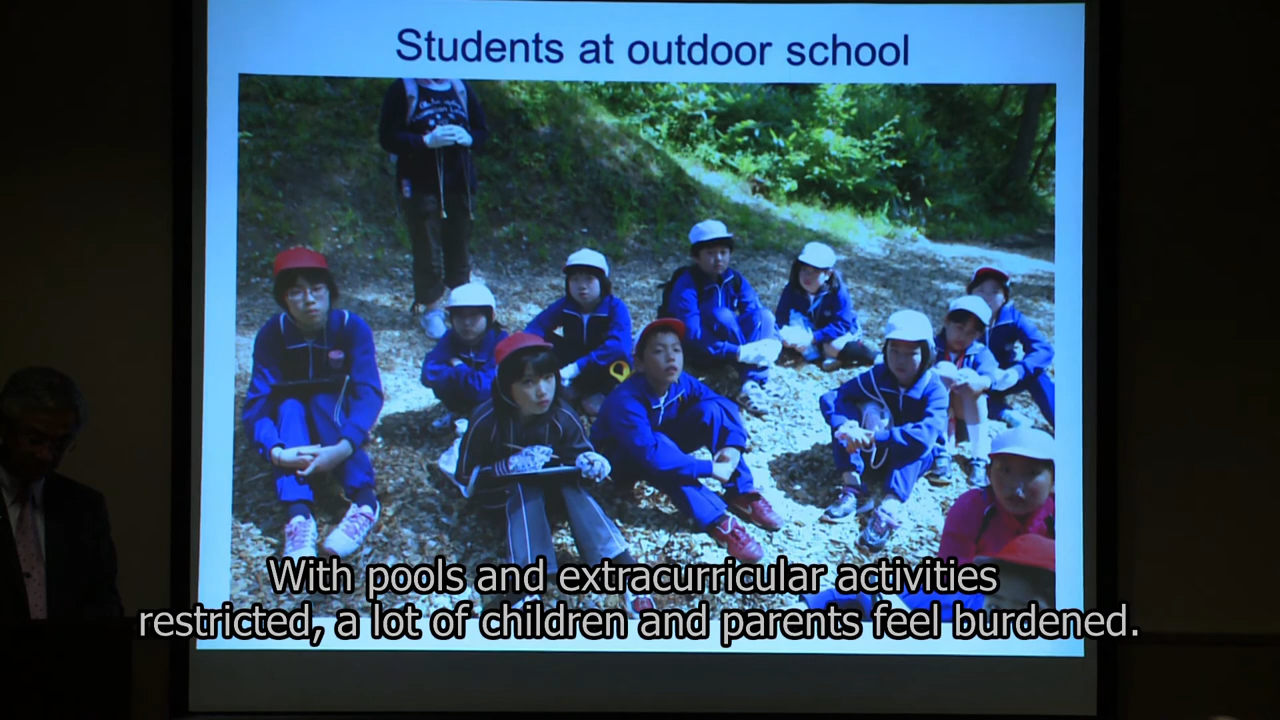 Students at outdoor school
With pools and extracurricular activities
restricted, a lot of children and parents feel burdened.